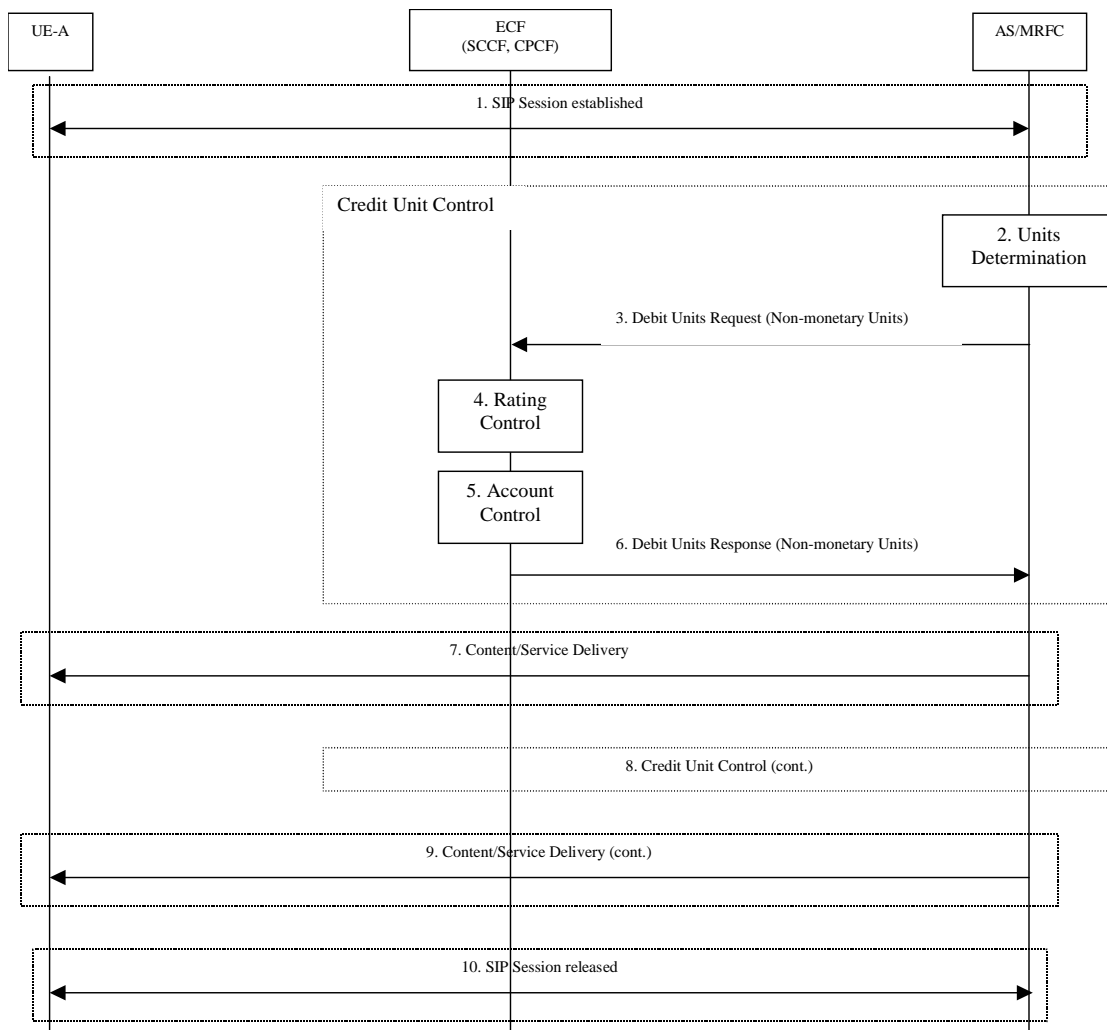 UE-A
ECF
(SCCF, CPCF)
AS/MRFC
1. SIP Session established
Credit Unit Control
2. Units
Determination
3. Debit Units Request (Non-monetary Units)
4. Rating
Control
5. Account
Control
6. Debit Units Response (Non-monetary Units)
7. Content/Service Delivery
8. Credit Unit Control (cont.)
9. Content/Service Delivery (cont.)
10. SIP Session released